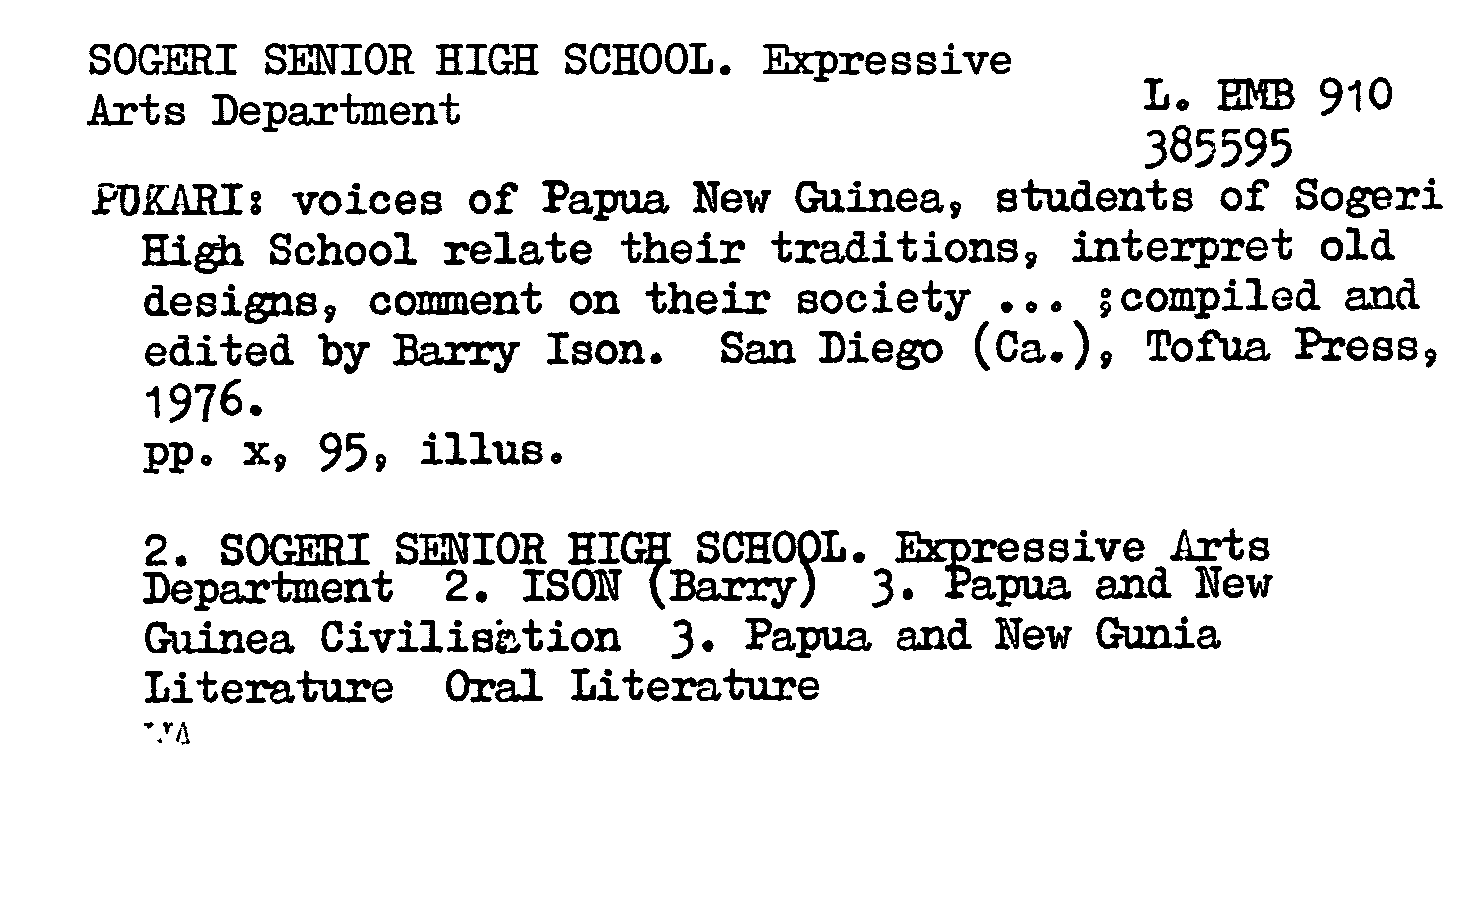 SOGERI SENIOR HIGH SCHOOL. Expressive
Arts Department
L. EMB 910
385595
PUKARI: voices of Papua New Guinea, students of Sogeri
High School relate their traditions, interpret old
designs, comment on their society ... ;compiled and
edited by Barry Ison. San Diego (Ca.), Tofua Press,
1976.
pp. x, 95, illus.
2. SOGERI SENIOR HIGH SCHOOL. Expressive Arts
Department 2. ISON (Barry) 3. Papua and New
Guinea Civilisation 3. Papua and New Gunia
Literature Oral Literature